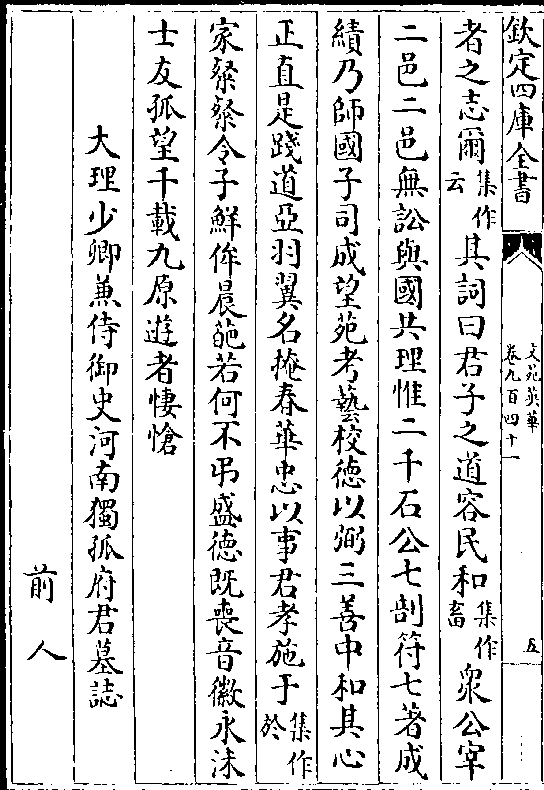 欽定四庫全書
文苑英華
卷九百四十一
五
者之志爾集作云其詞曰君子之道容民和集作畜衆公宰
二邑二邑無訟與國共理惟二千石公七剖符七著成
績乃師國子司成望苑考藝校德以弼三善中和其心
正直是踐道亞羽翼名掩春華忠以事君孝施于集作於
家粲粲令子鮮侔晨葩若何不弔盛德既喪音徽永沬
士友孤望千載九原遊者悽愴
大理少卿兼侍御史河南獨孤府君墓誌
前人